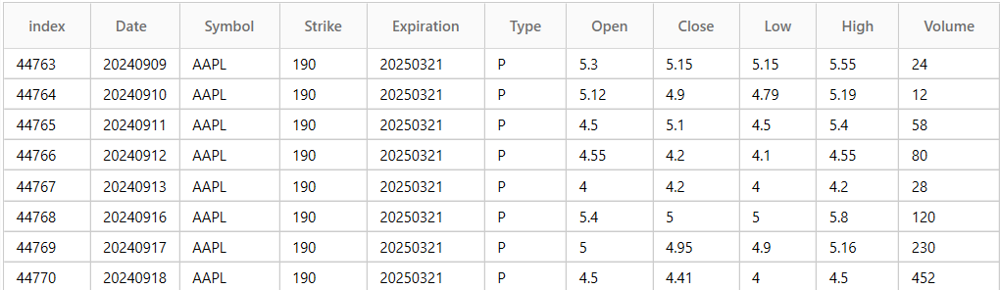 index Date Symbol Strike Expiration Type Open Close Low High Volume
44763 20240909 AAPL 190 20250321 P 5.3 5.15 5.15 5.55 24
44764 20240910 AAPL 190 20250321 P 5.12 4.9 4.79 5.19 12
44765 20240911 AAPL 190 20250321 P 4.5 5.1 4.5 5.4 58
44766 20240912 AAPL 190 20250321 P 4.55 4.2 4.1 4.55 80
44767 20240913 AAPL 190 20250321 P 4 4.2 4 4.2 28
44768 20240916 AAPL 190 20250321 P 5.4 5 5 5.8 120
44769 20240917 AAPL 190 20250321 P 5 4.95 4.9 5.16 230
44770 20240918 AAPL 190 20250321 P 4.5 4.41 4 4.5 452